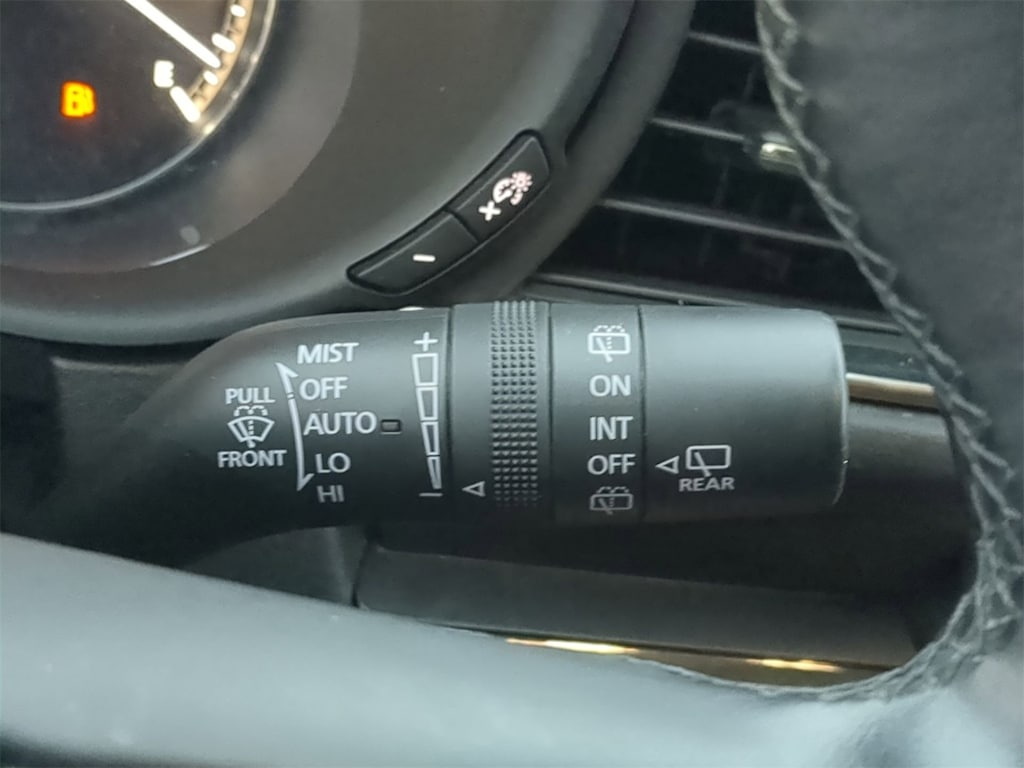 E
+
−
MIST
OFF
AUTO
LO
HI
PULL
FRONT
+
−
ON
INT
OFF
REAR